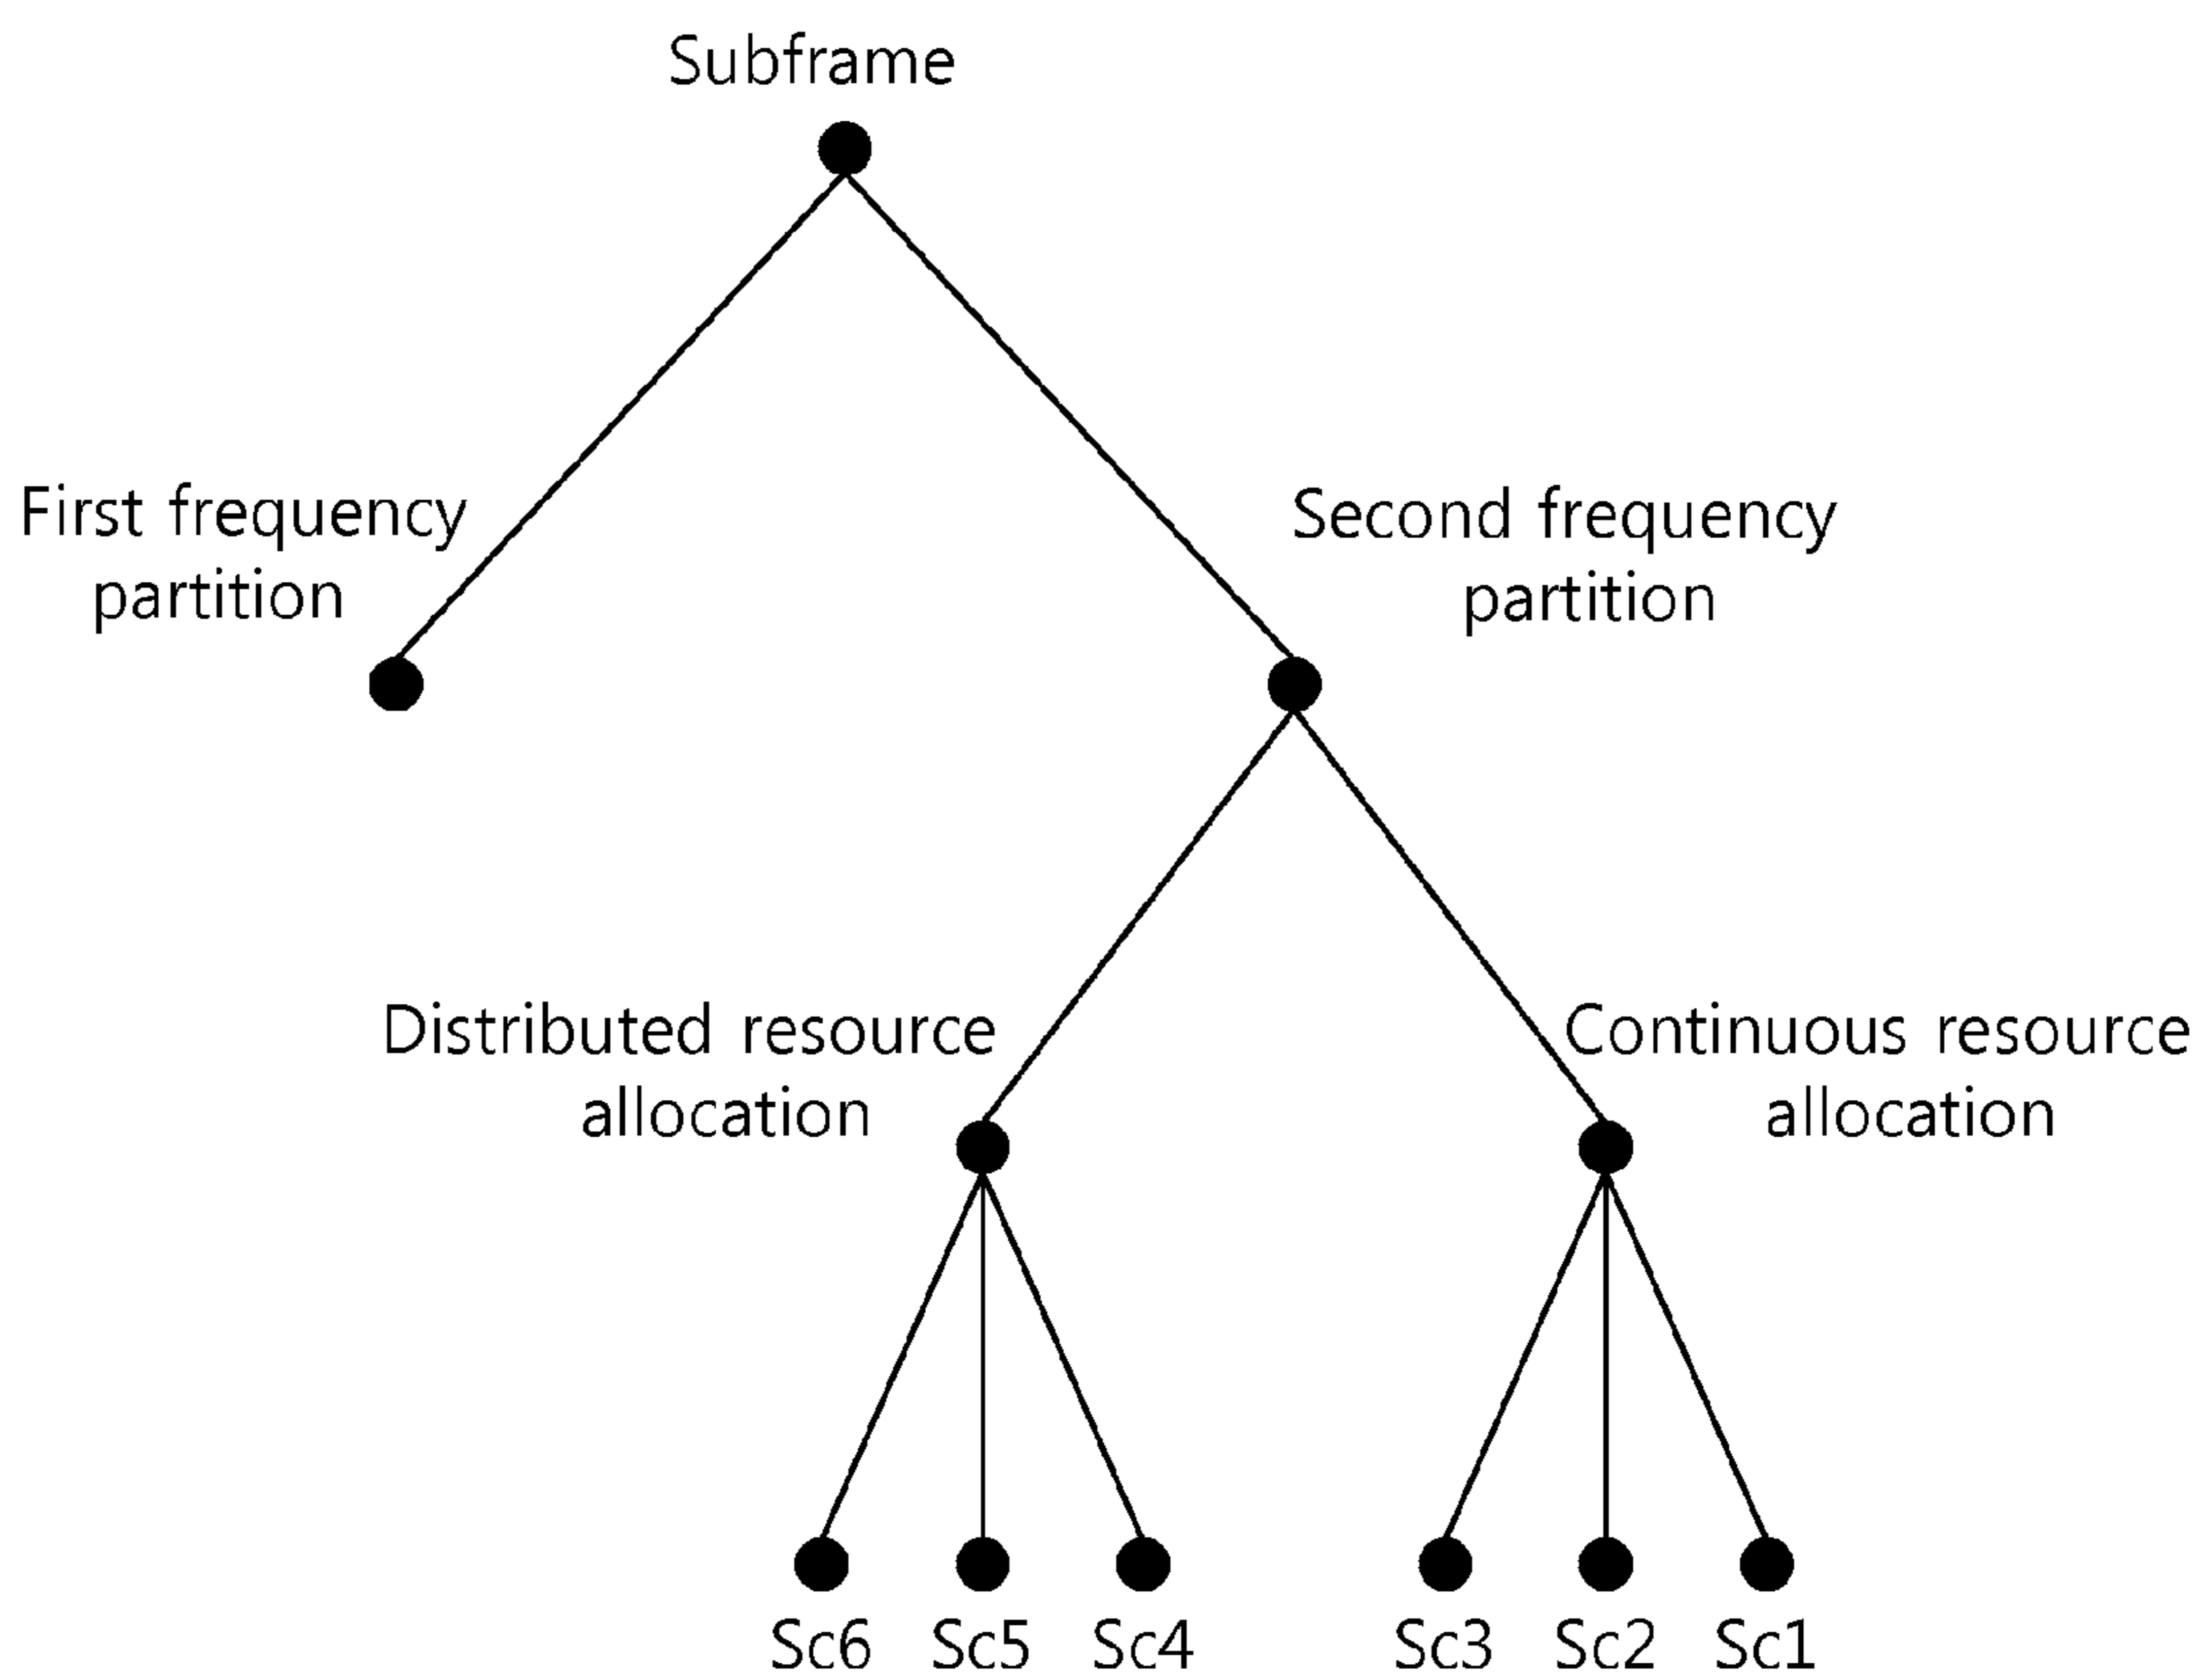 Subframe
First frequency
partition
Second frequency
partition
Distributed resource
allocation
Continuous resource
allocation
Sc6 Sc5 Sc4 Sc3 Sc2 Sc1